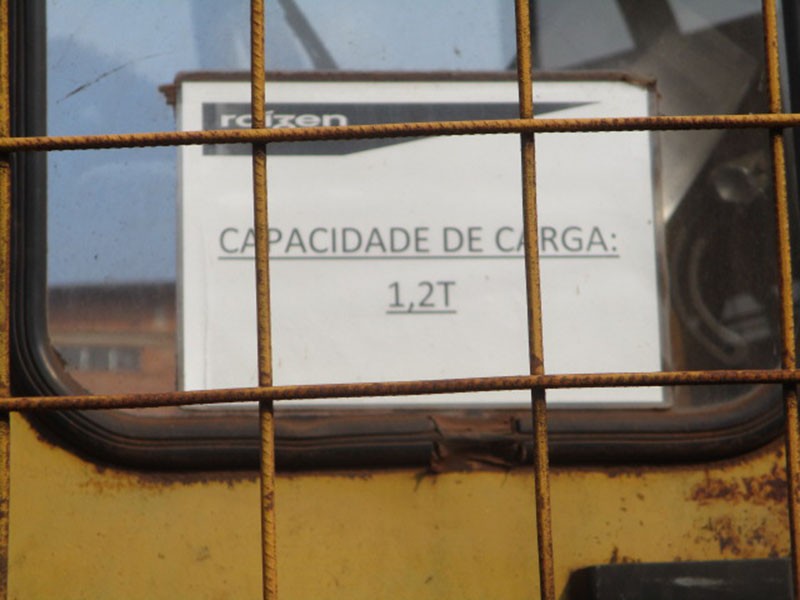 raízen
CAPACIDADE DE CARGA:
1,2T